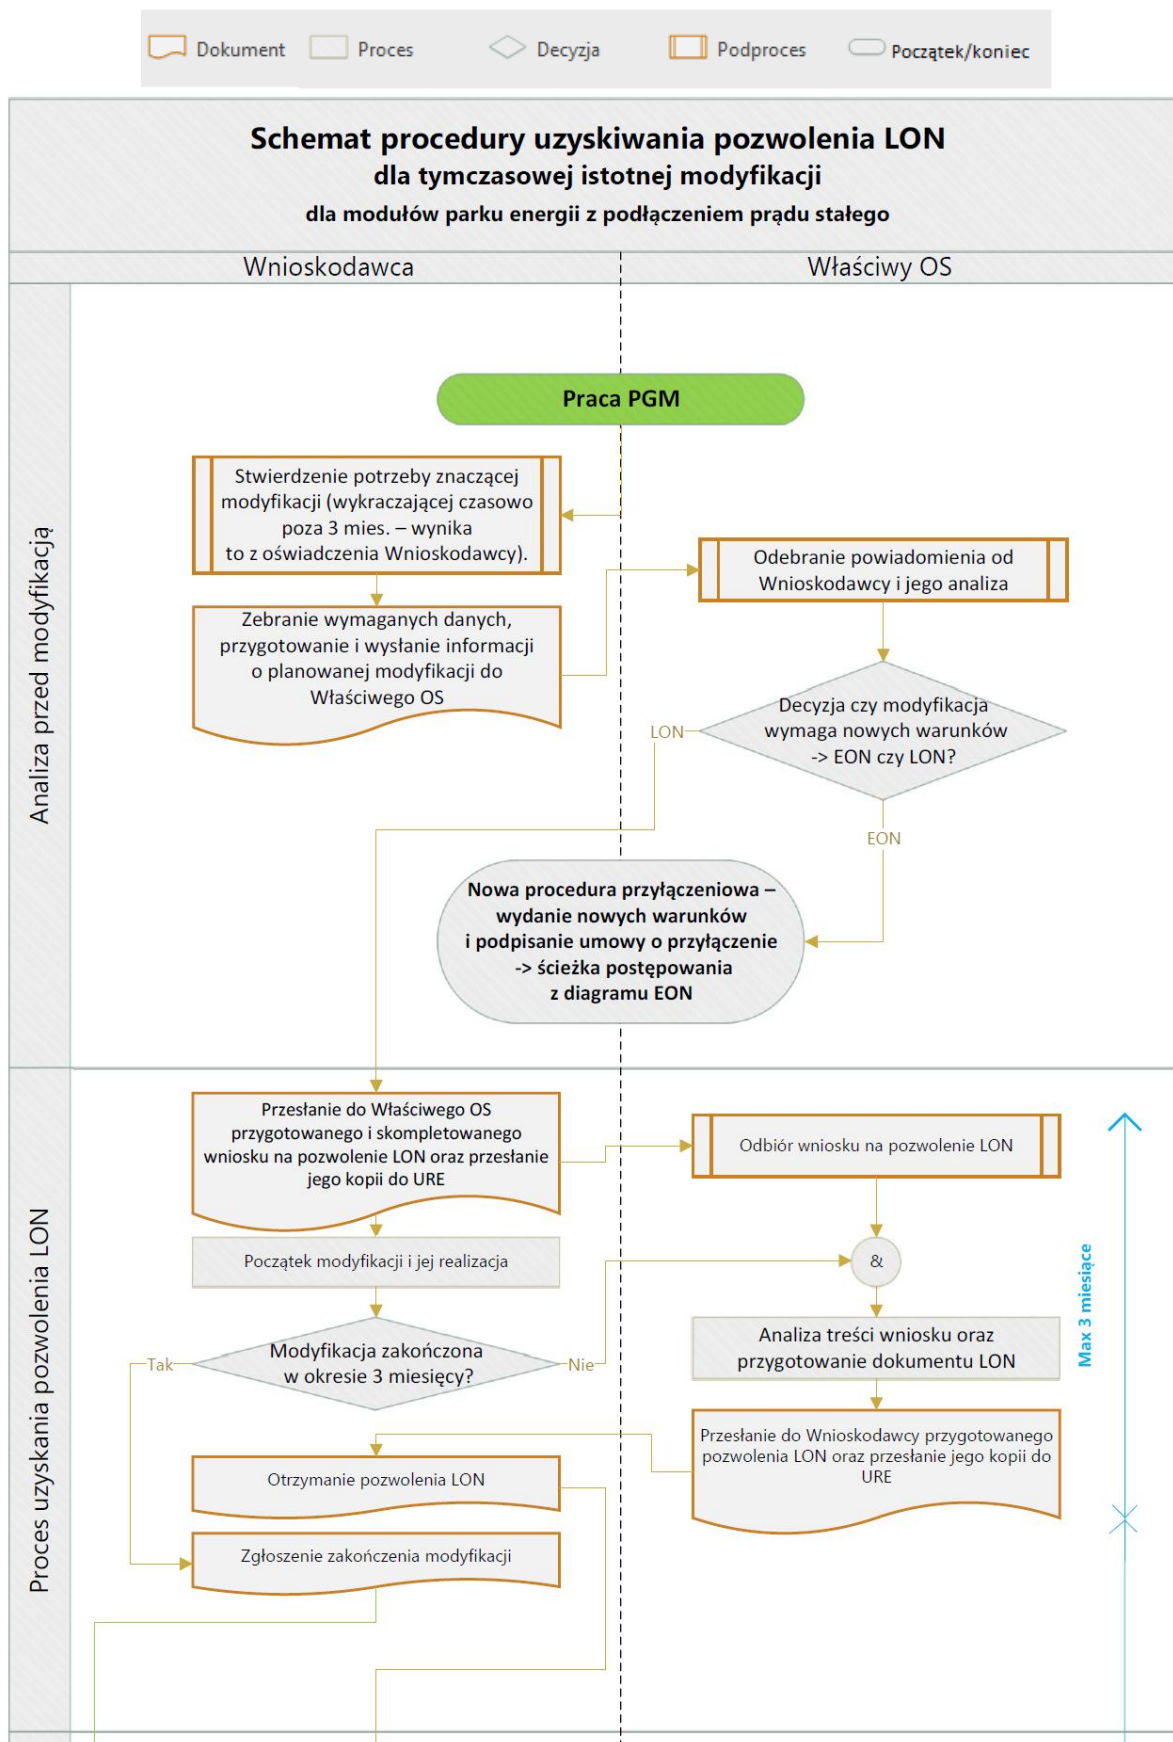 Dokument
Proces
Decyzja
Podproces
Początek/koniec
Schemat procedury uzyskiwania pozwolenia LON
dla tymczasowej istotnej modyfikacji
dla modułów parku energii z podłączeniem prądu stałego
Wnioskodawca
Właściwy OS
Analiza przed modyfikacją
Praca PGM
Stwierdzenie potrzeby znaczącej
modyfikacji (wykraczającej czasowo
poza 3 mies. – wynika
to z oświadczenia Wnioskodawcy).
Odebranie powiadomienia od
Wnioskodawcy i jego analiza
Zebranie wymaganych danych,
przygotowanie i wysłanie informacji
o planowanej modyfikacji do
Właściwego OS
Decyzja czy modyfikacja
wymaga nowych warunków
-> EON czy LON?
LON
EON
Nowa procedura przyłączeniowa –
wydanie nowych warunków
i podpisanie umowy o przyłączenie
-> ścieżka postępowania
z diagramu EON
Proces uzyskania pozwolenia LON
Przesłanie do Właściwego OS
przygotowanego i skompletowanego
wniosku na pozwolenie LON oraz przesłanie
jego kopii do URE
Odbiór wniosku na pozwolenie LON
Początek modyfikacji i jej realizacja
&
Max 3 miesiące
Modyfikacja zakończona
w okresie 3 miesięcy?
Tak
Nie
Analiza treści wniosku oraz
przygotowanie dokumentu LON
Przesłanie do Wnioskodawcy przygotowanego
pozwolenia LON oraz przesłanie jego kopii do
URE
Otrzymanie pozwolenia LON
Zgłoszenie zakończenia modyfikacji